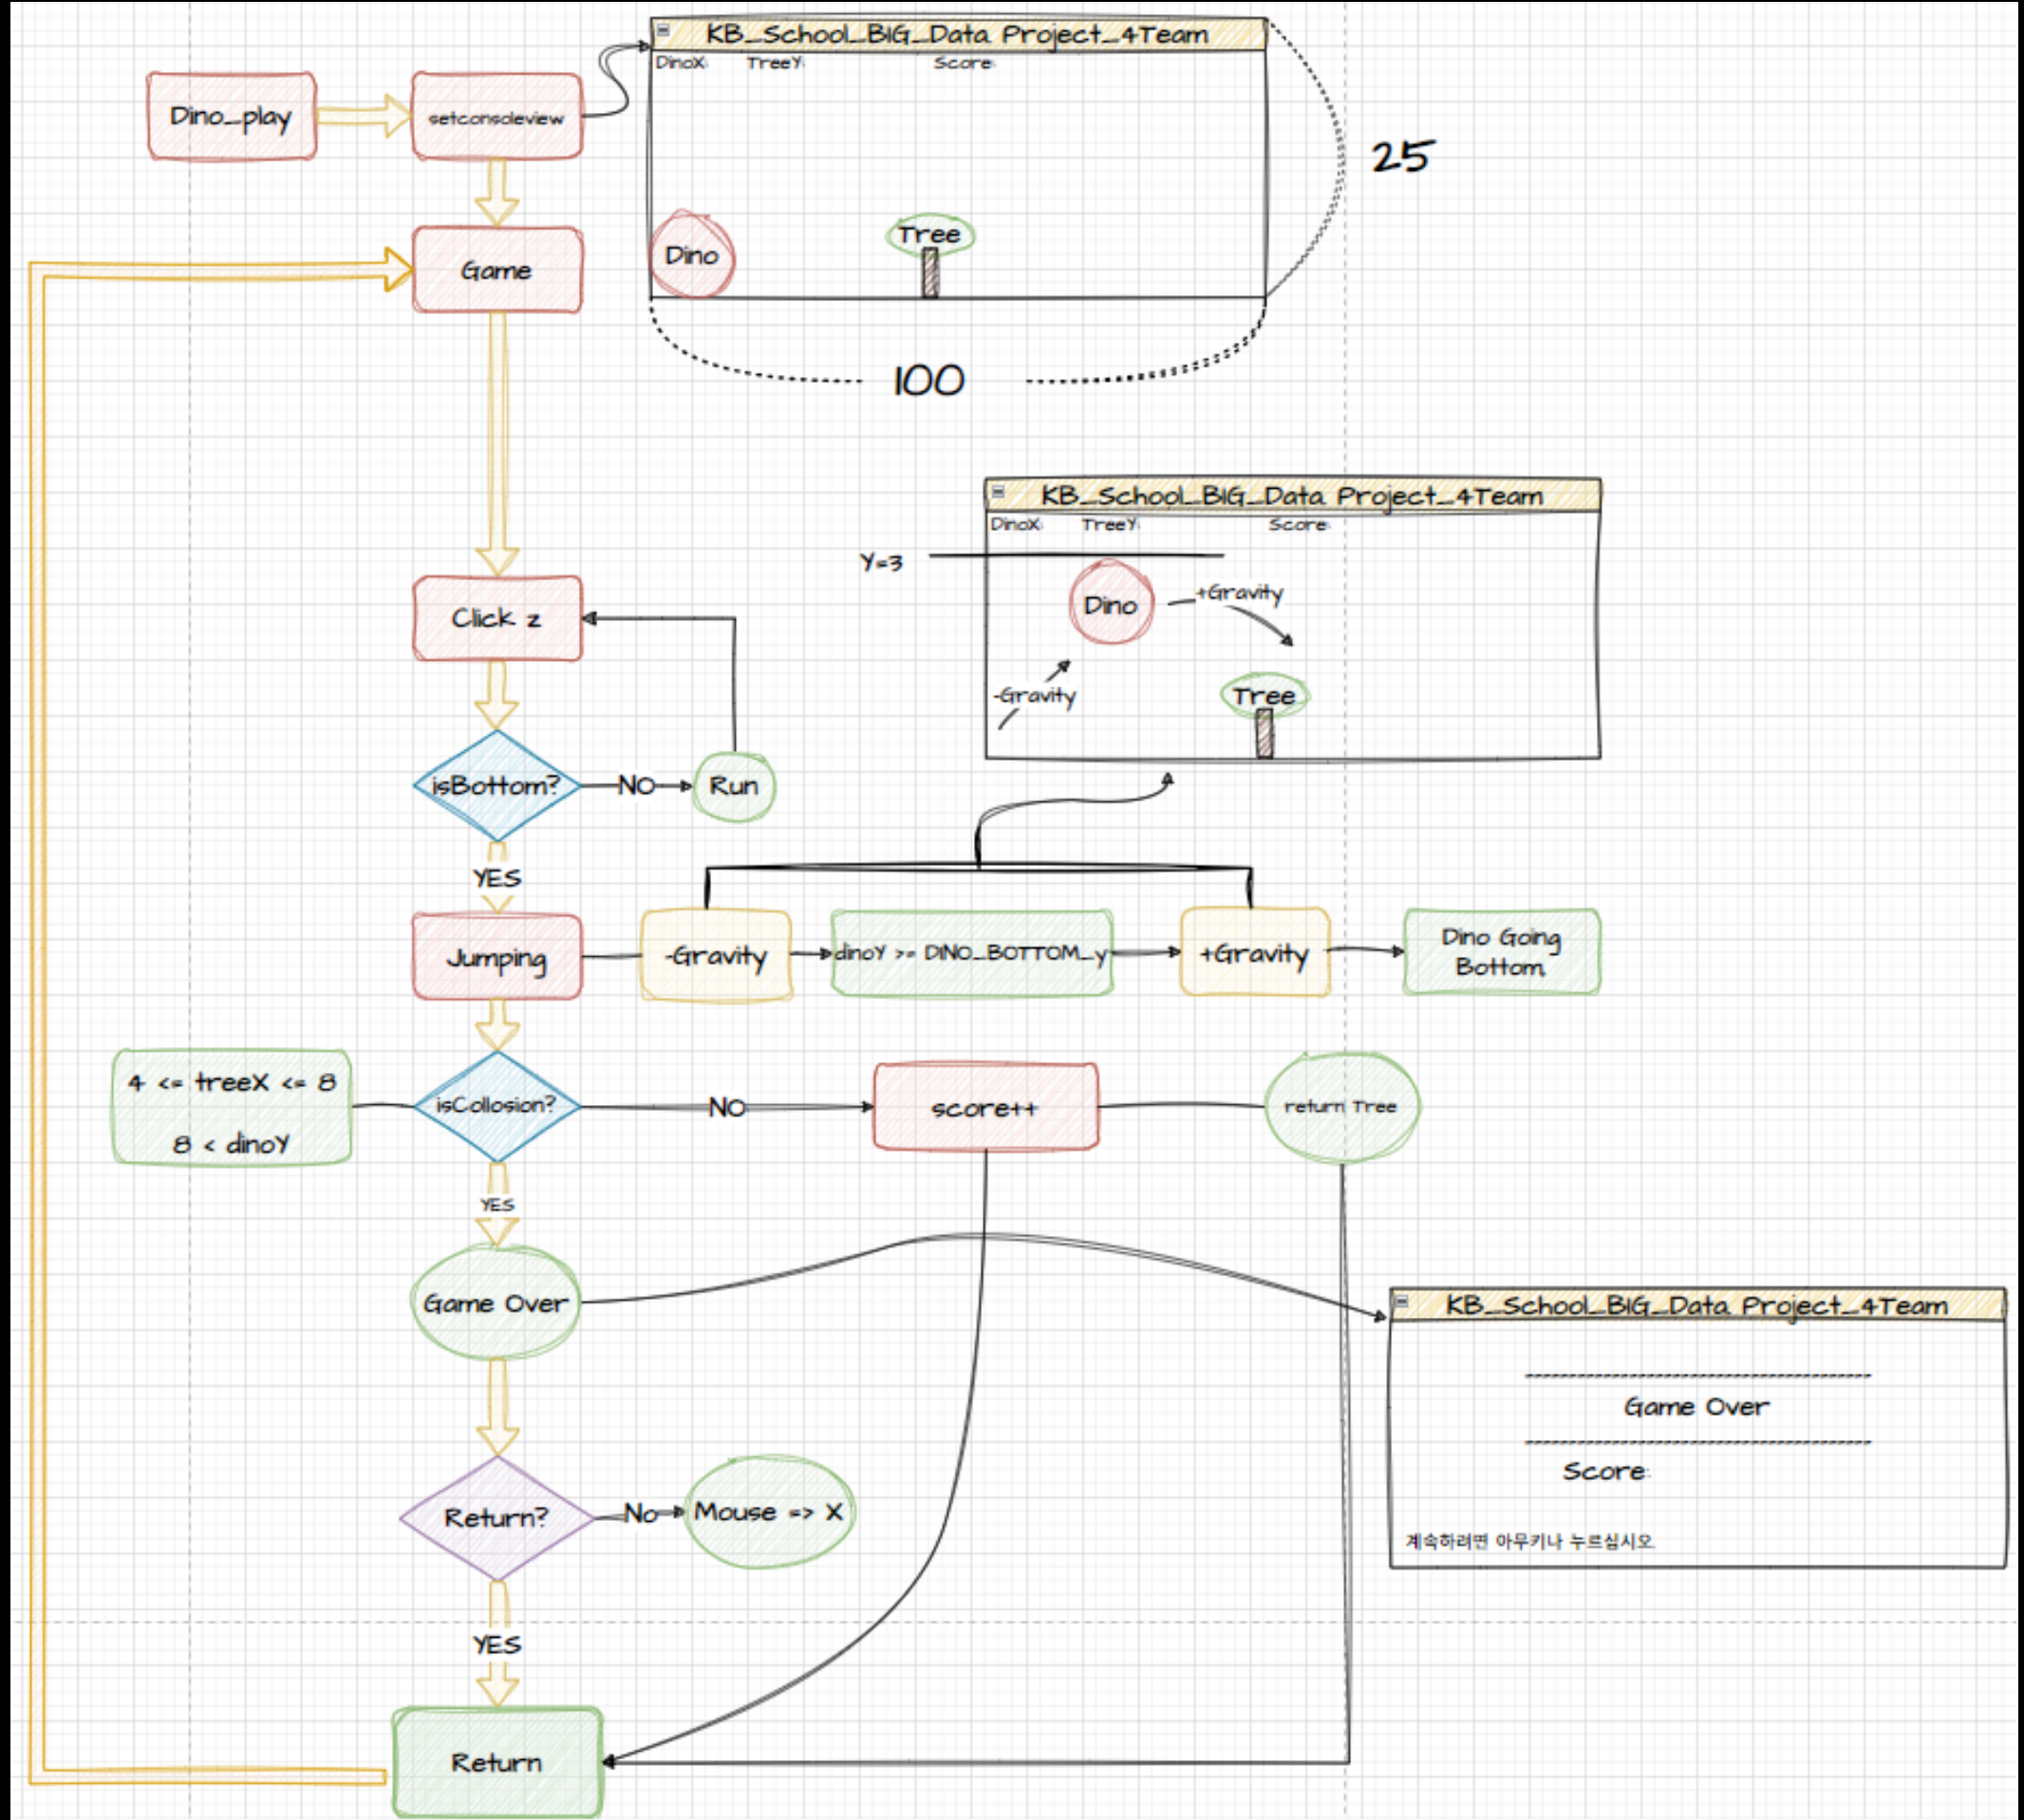 KB_School_BIG_Data Project_4Team
DinoX: TreeY: Score:
Dino_play
setconsoleview
25
Tree
Dino
Game
100
KB_School_BIG_Data Project_4Team
DinoX: TreeY: Score:
Y=3
Dino
+Gravity
Click z
-Gravity
Tree
isBottom?
NO
Run
YES
Jumping
-Gravity
dinoY >= DINO_BOTTOM_y
+Gravity
Dino Going
Bottom,
4 <= treeX <= 8
8 < dinoY
isCollosion?
NO
score++
return Tree
YES
Game Over
KB_School_BIG_Data Project_4Team
----------------------------------------
Game Over
----------------------------------------
Score:
계속하려면 아무키나 누르십시오.
Return?
No
Mouse => X
YES
Return